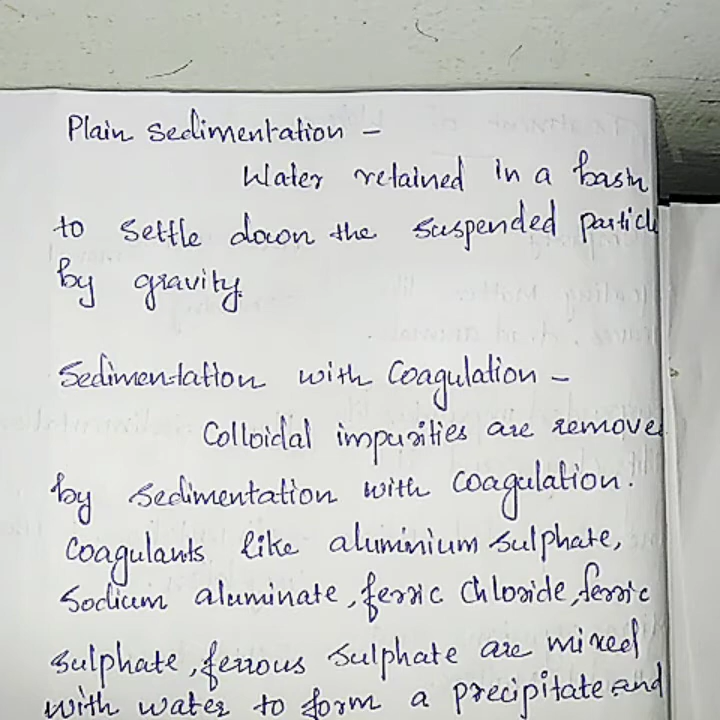 Plain Sedimentation -
Water retained in a basin
to settle down the suspended particle
by gravity.
Sedimentation with Coagulation -
Colloidal impurities are removed
by sedimentation with coagulation.
Coagulants like aluminium sulphate,
Sodium aluminate, ferric chloride, ferric
sulphate, ferrous sulphate are mixed
with water to form a precipitate and